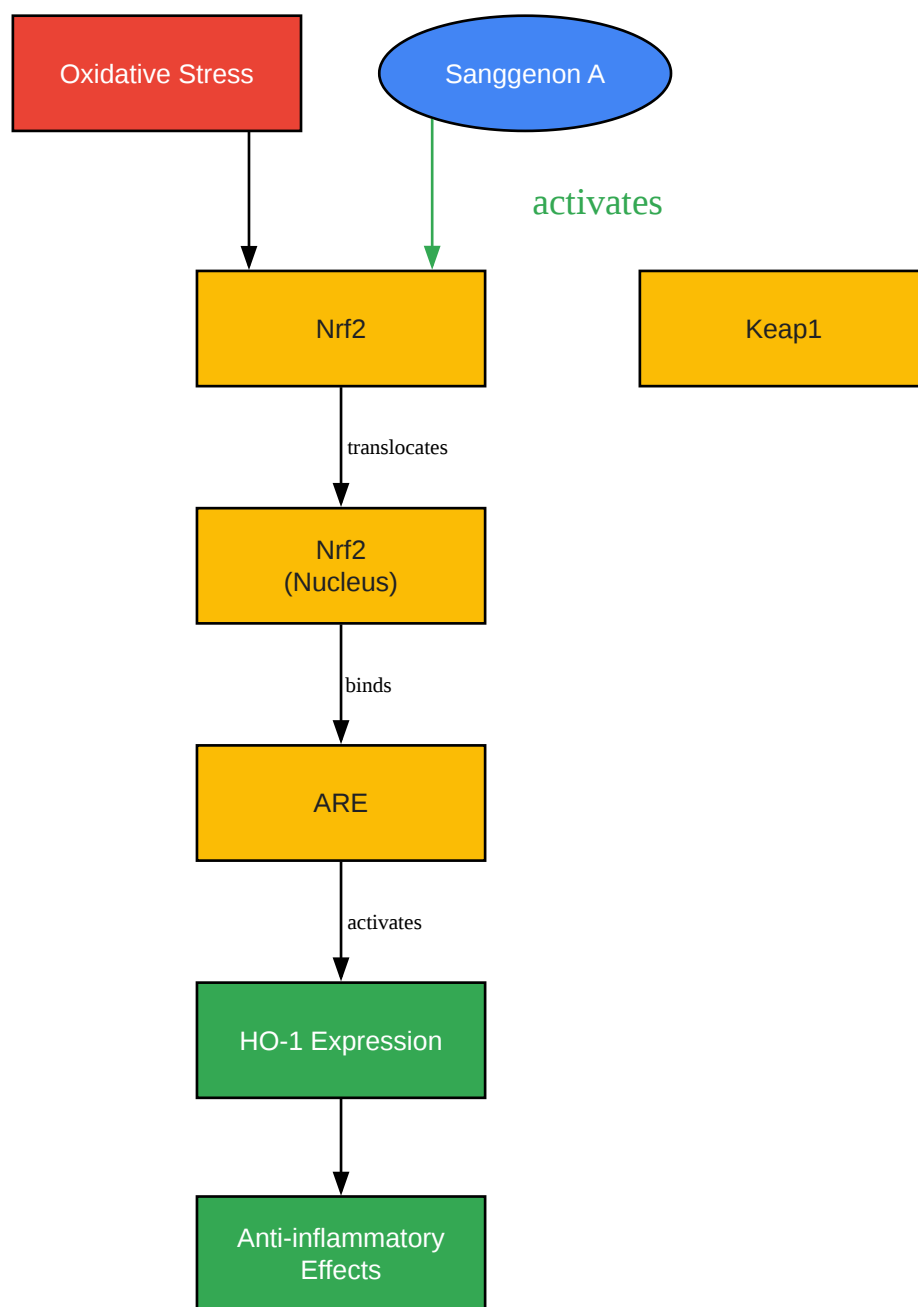 Oxidative Stress
Sanggenon A
activates
Nrf2
Keap1
translocates
Nrf2
(Nucleus)
binds
ARE
activates
HO-1 Expression
Anti-inflammatory
Effects